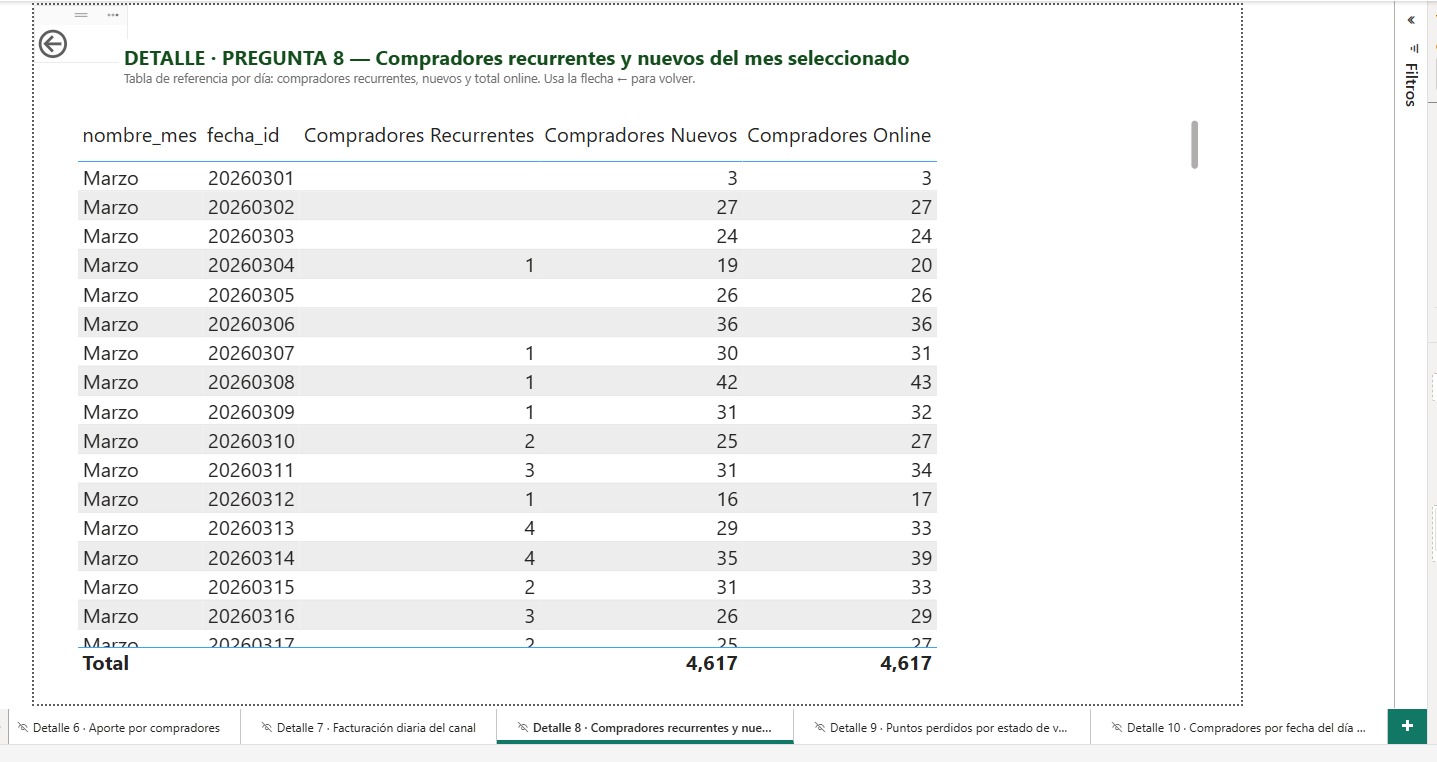 DETALLE · PREGUNTA 8 — Compradores recurrentes y nuevos del mes seleccionado
Tabla de referencia por día: compradores recurrentes, nuevos y total online. Usa la flecha ← para volver.
nombre_mes fecha_id Compradores Recurrentes Compradores Nuevos Compradores Online
Marzo 20260301 3 3
Marzo 20260302 27 27
Marzo 20260303 24 24
Marzo 20260304 1 19 20
Marzo 20260305 26 26
Marzo 20260306 36 36
Marzo 20260307 1 30 31
Marzo 20260308 1 42 43
Marzo 20260309 1 31 32
Marzo 20260310 2 25 27
Marzo 20260311 3 31 34
Marzo 20260312 1 16 17
Marzo 20260313 4 29 33
Marzo 20260314 4 35 39
Marzo 20260315 2 31 33
Marzo 20260316 3 26 29
Marzo 20260317 2 25 27
Total 4,617 4,617
Filtros
Detalle 6 · Aporte por compradores
Detalle 7 · Facturación diaria del canal
Detalle 8 · Compradores recurrentes y nue...
Detalle 9 · Puntos perdidos por estado de v...
Detalle 10 · Compradores por fecha del día ...